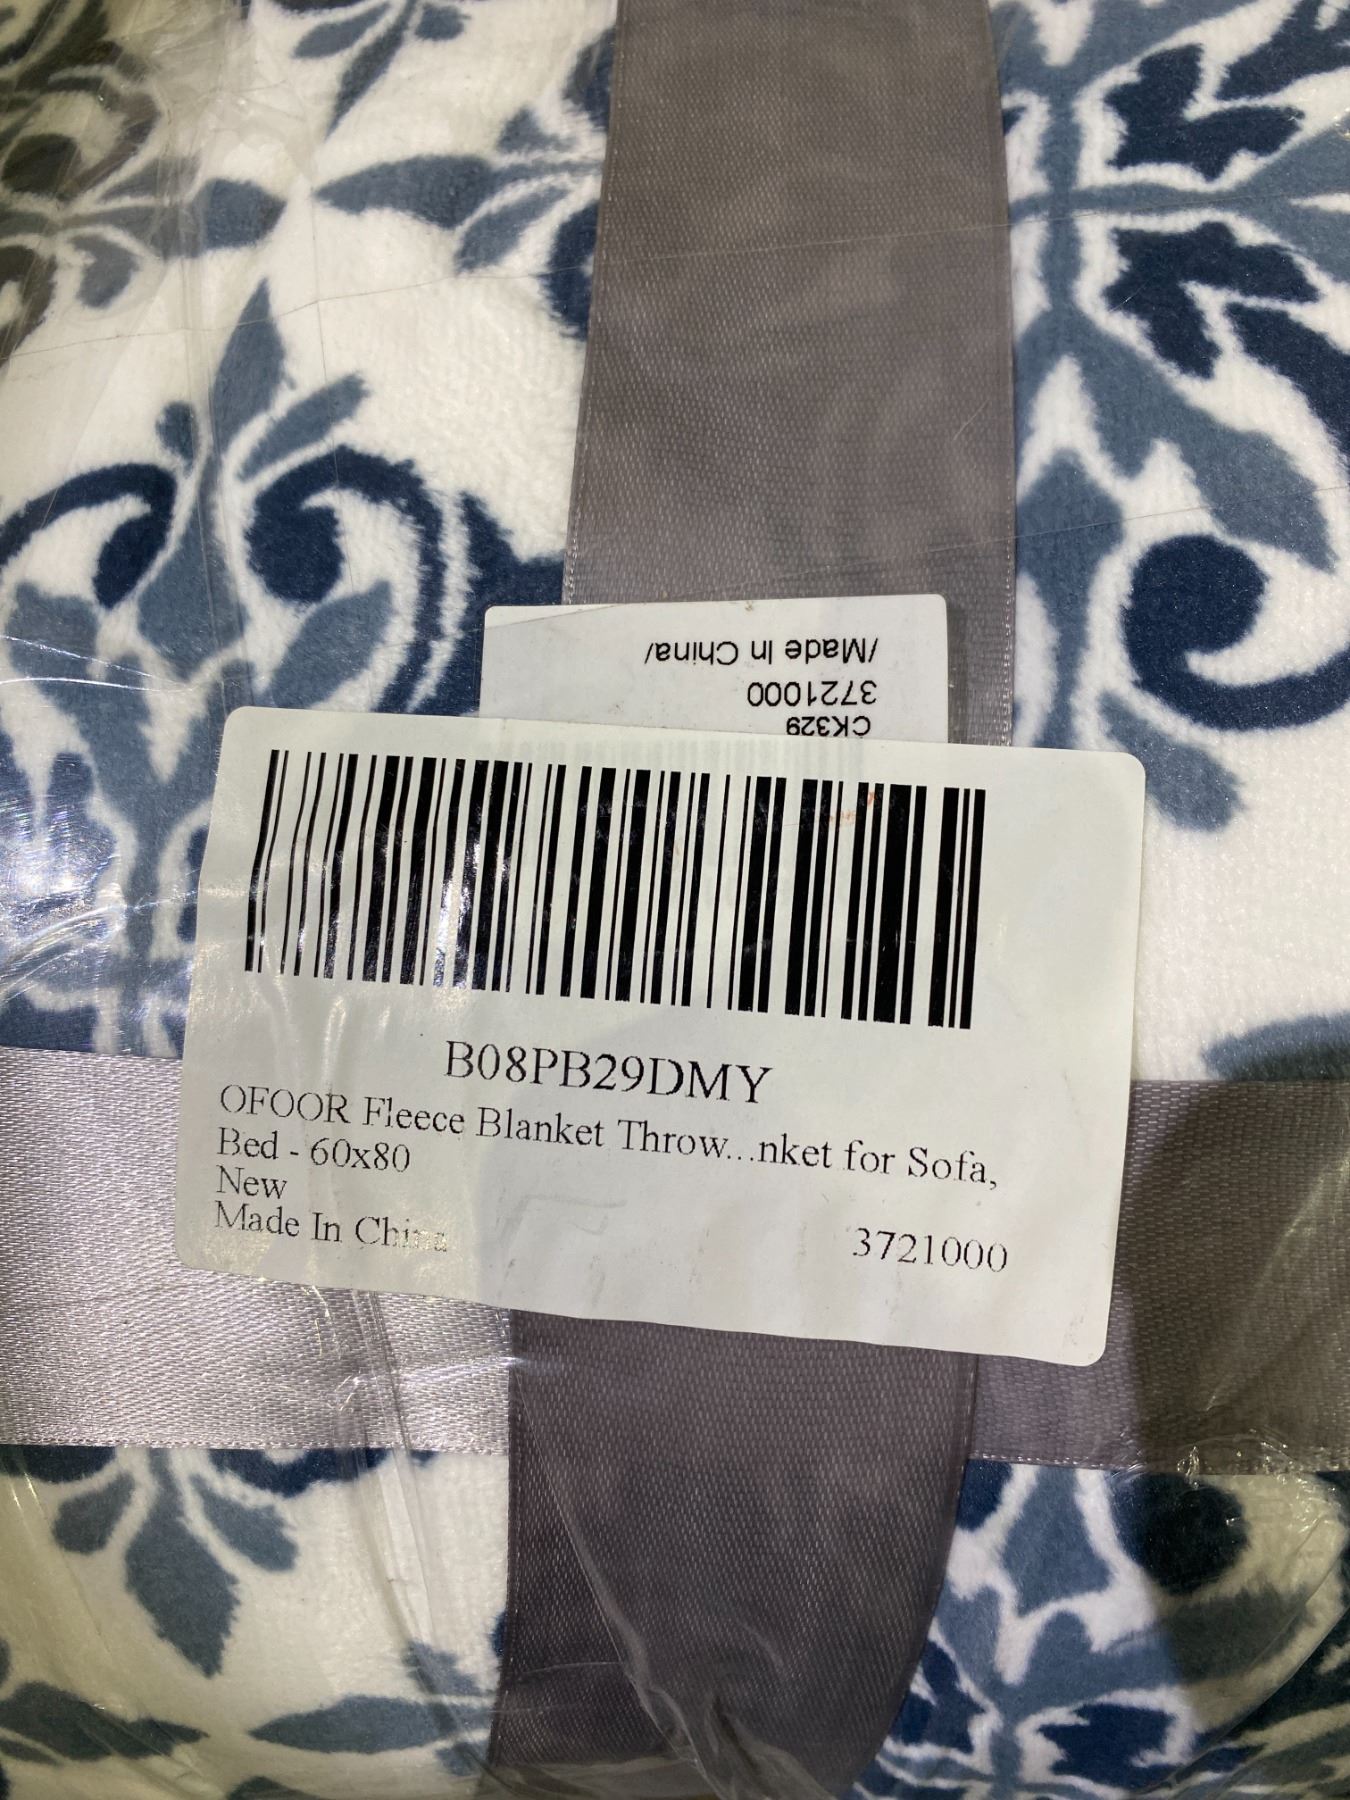 /Made In China/
3721000
CK329
B08PB29DMY
OFOOR Fleece Blanket Throw...nket for Sofa,
Bed - 60x80
New
Made In China
3721000